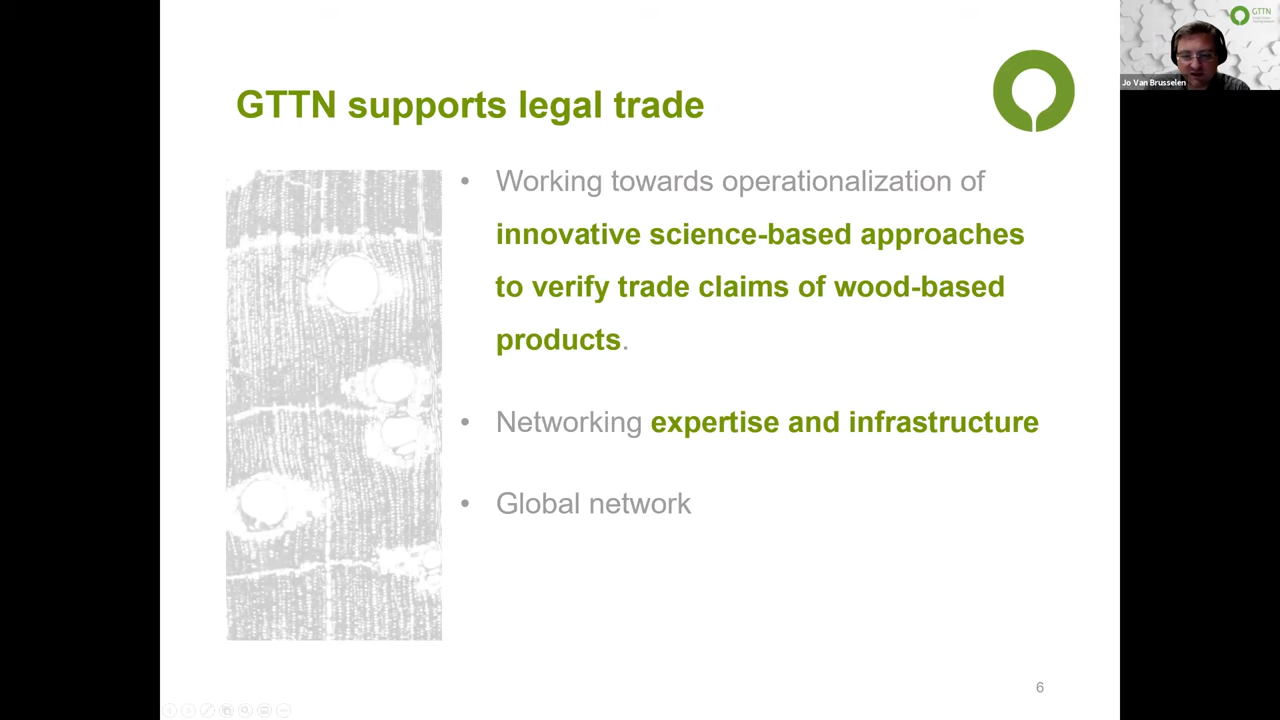 GTTN supports legal trade
• Working towards operationalization of
innovative science-based approaches
to verify trade claims of wood-based
products.
• Networking expertise and infrastructure
• Global network
6
GTTN
Jo Van Brusselen